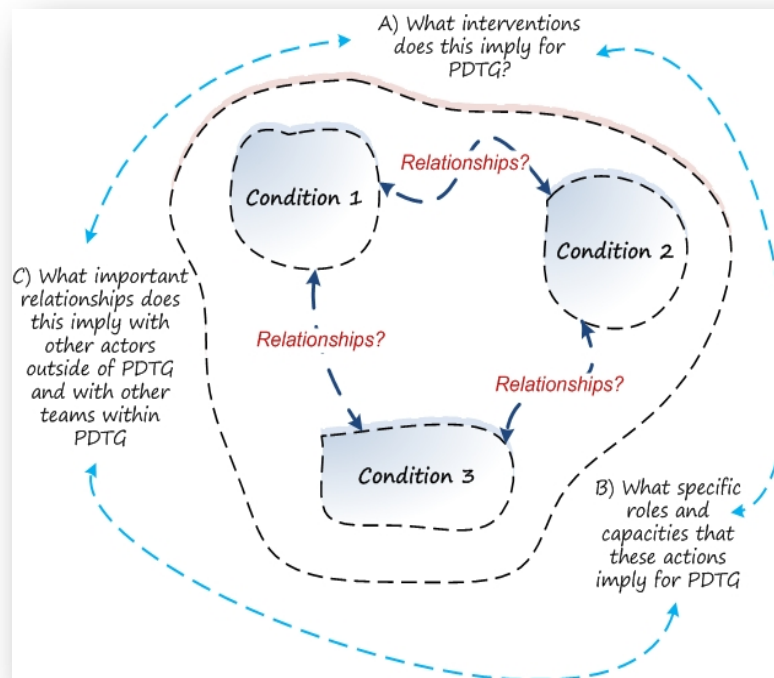 A) What interventions
does this imply for
PDTG?
Relationships?
Condition 1
Condition 2
C) What important
relationships does
this imply with
other actors
outside of PDTG
and with other
teams within
PDTG
Relationships?
Relationships?
Condition 3
B) What specific
roles and
capacities that
these actions
imply for PDTG